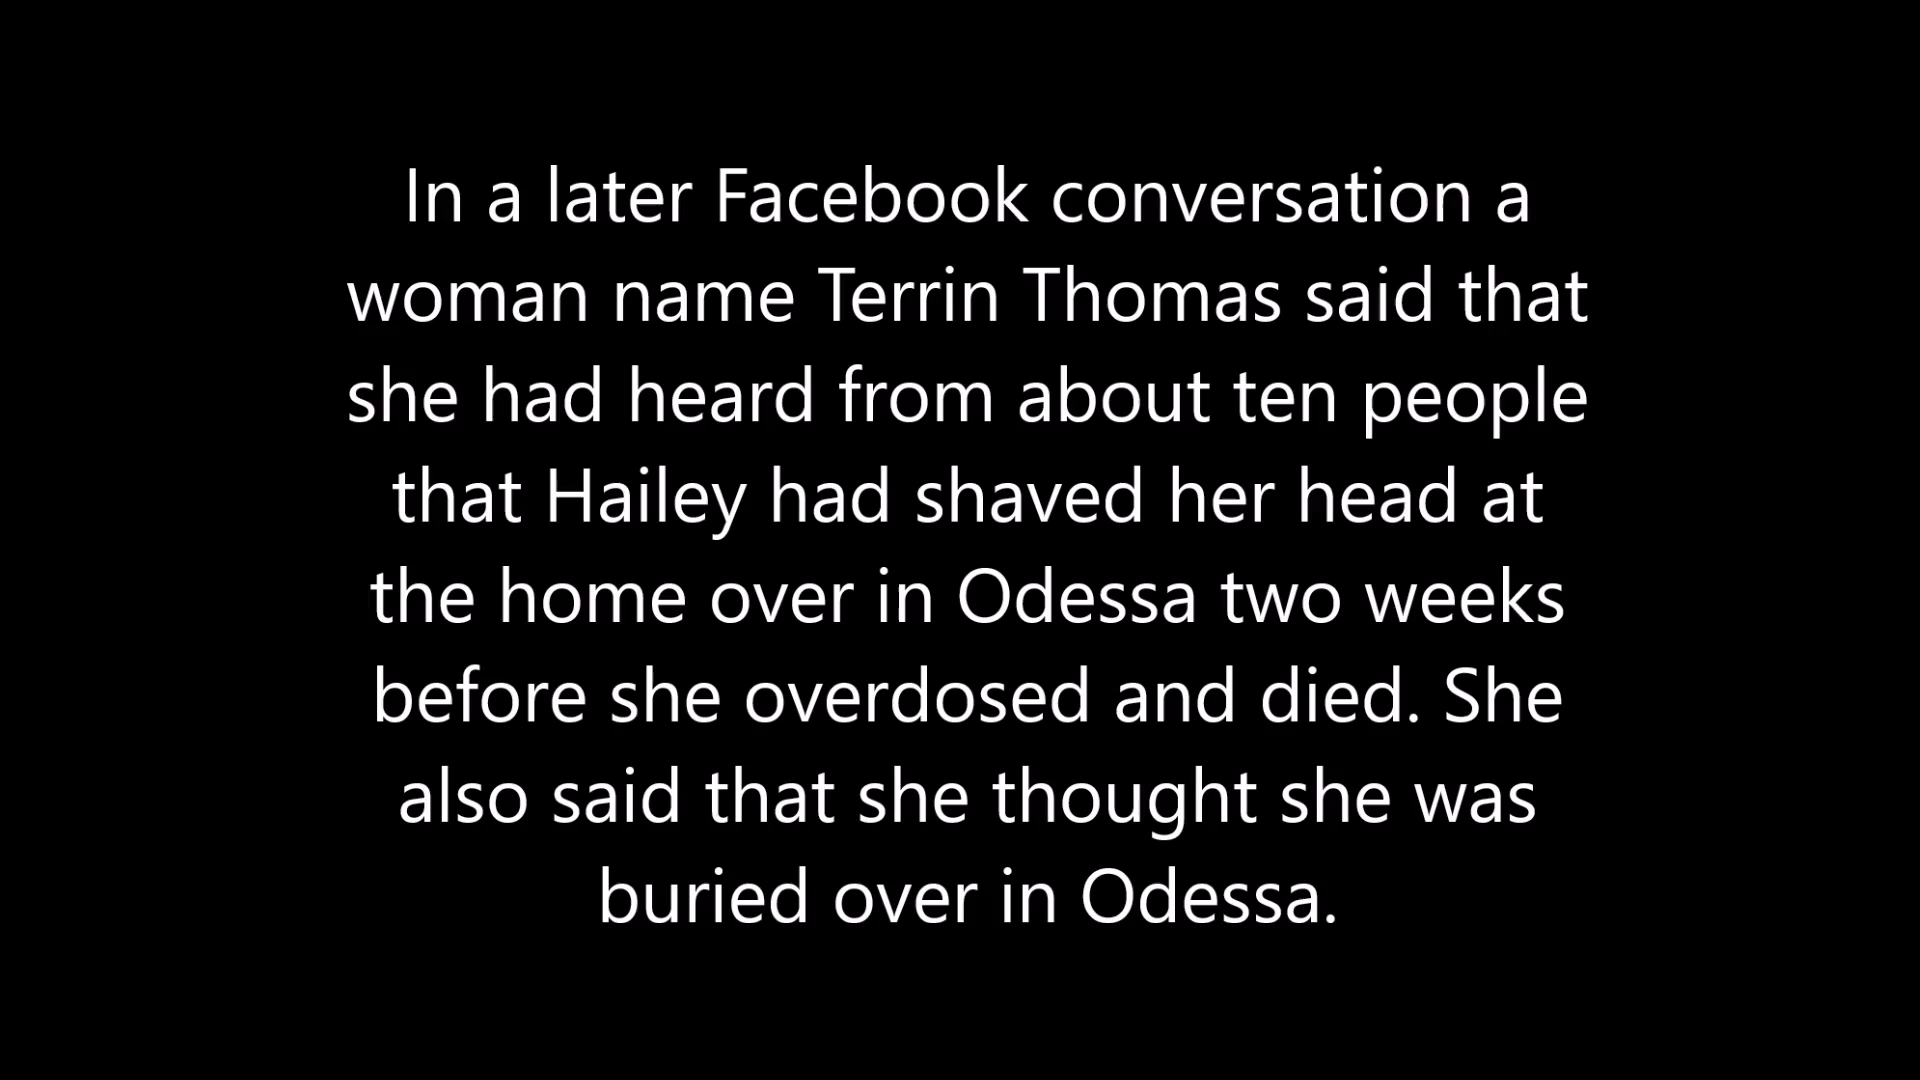 In a later Facebook conversation a
woman name Terrin Thomas said that
she had heard from about ten people
that Hailey had shaved her head at
the home over in Odessa two weeks
before she overdosed and died. She
also said that she thought she was
buried over in Odessa.